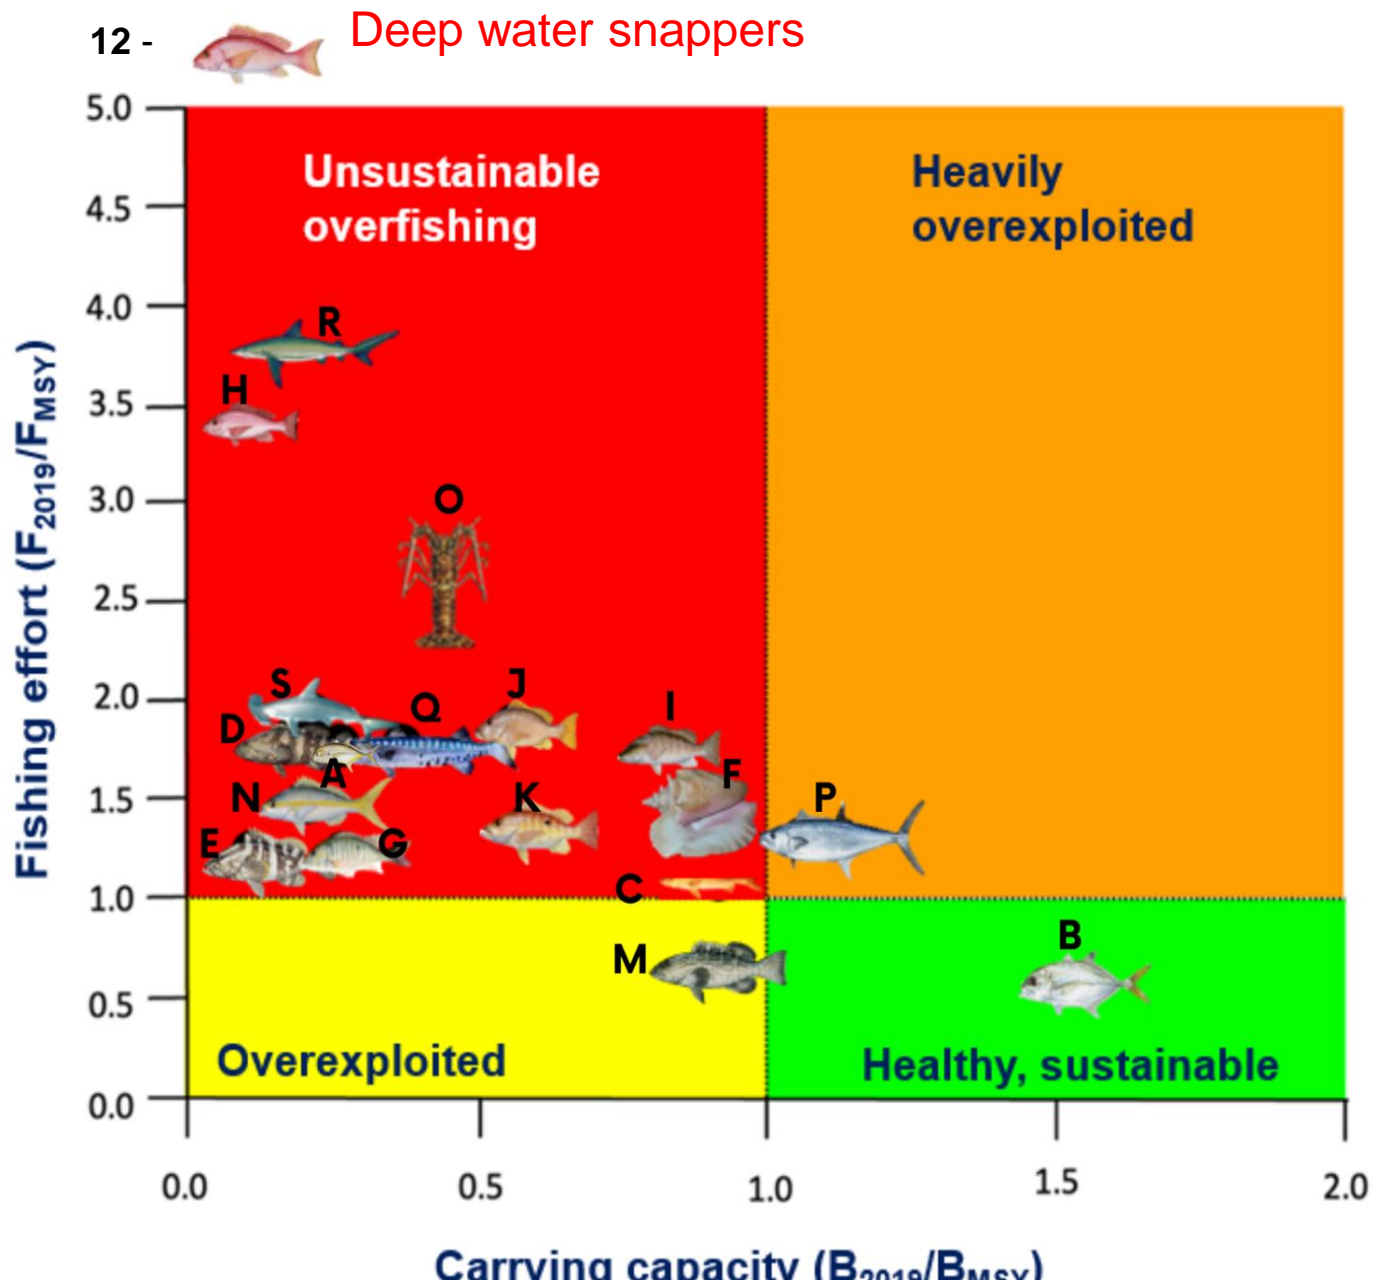 12 -
Deep water snappers
5.0
Unsustainable
overfishing
Heavily
overexploited
4.5
4.0
R
H
3.5
3.0
O
2.5
2.0
S
D
Q
J
I
A
N
F
1.5
K
P
E
G
1.0
C
M
B
0.5
Overexploited
Healthy, sustainable
0.0
Fishing effort (F2019/FMSY)
0.0
0.5
1.0
1.5
2.0
Carrying capacity (B2019/BMSY)